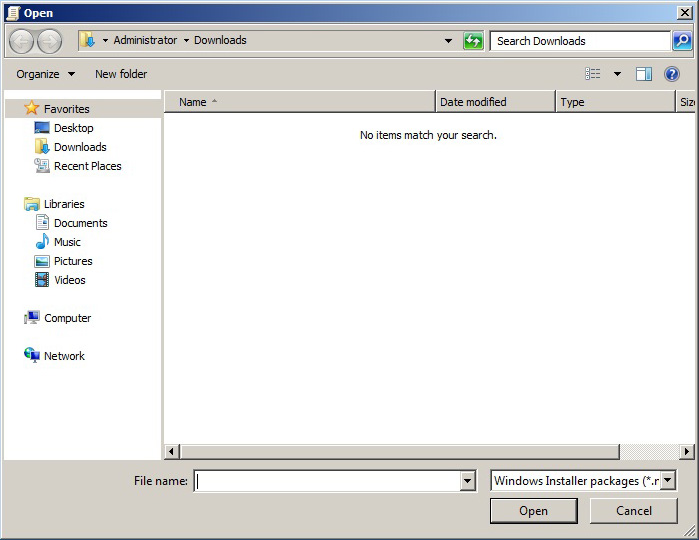 Open
Administrator Downloads Search Downloads
Organize New folder
Favorites
Desktop
Downloads
Recent Places
Libraries
Documents
Music
Pictures
Videos
Computer
Network
Name Date modified Type Size
No items match your search.
File name: Windows Installer packages (*.m
Open Cancel